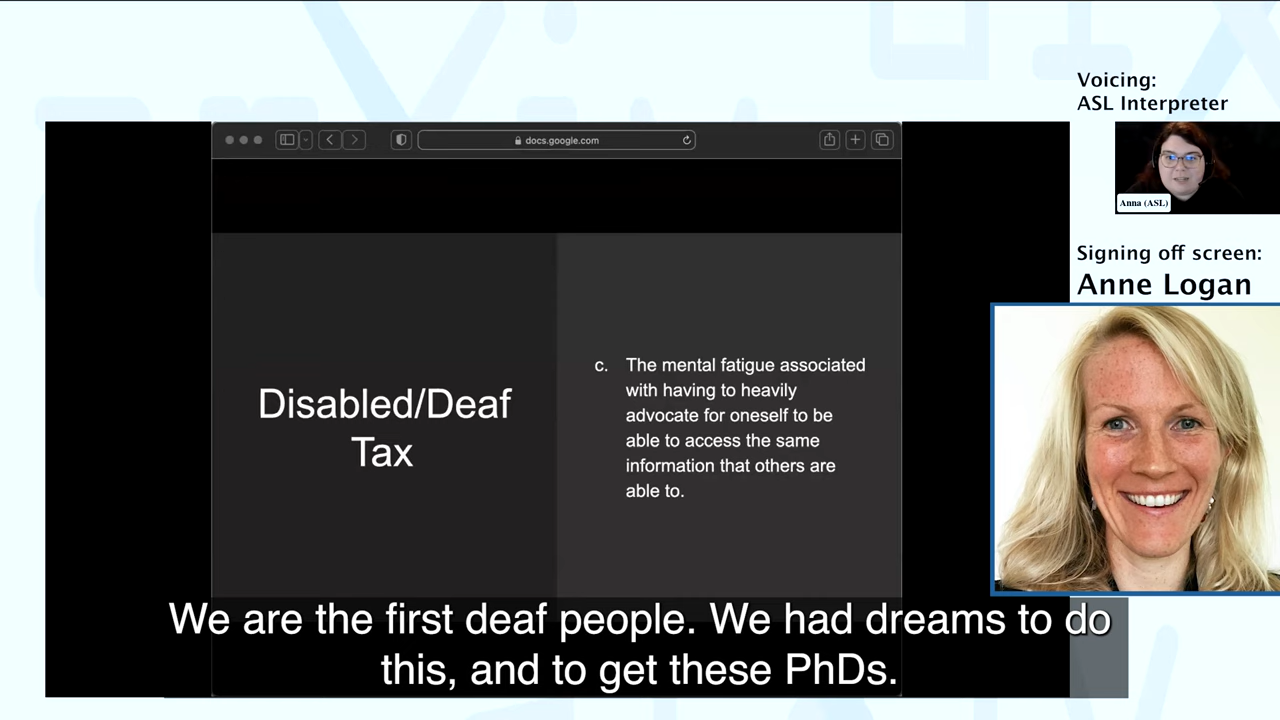 Voicing:
ASL Interpreter
docs.google.com
Anna (ASL)
Signing off screen:
Anne Logan
Disabled/Deaf
Tax
c. The mental fatigue associated
with having to heavily
advocate for oneself to be
able to access the same
information that others are
able to.
We are the first deaf people. We had dreams to do
this, and to get these PhDs.